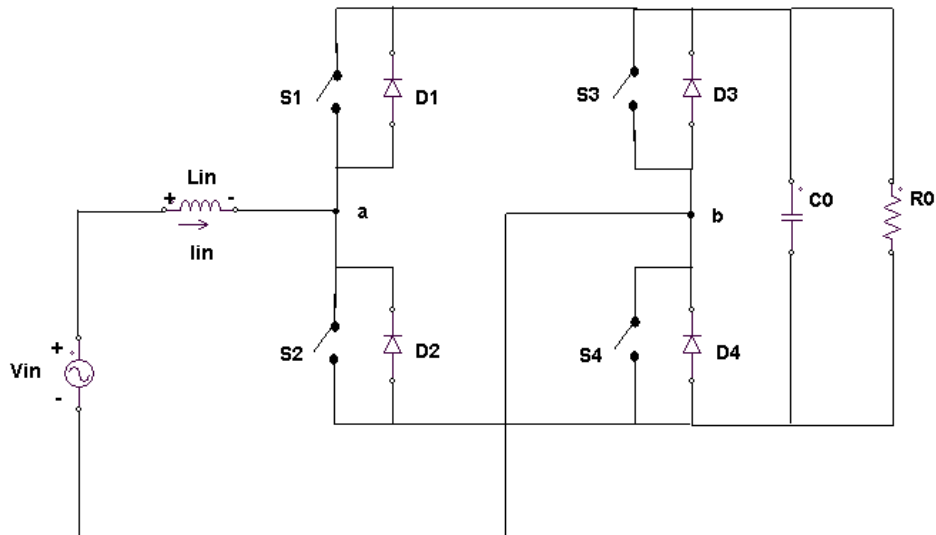 S1
D1
S3
D3
Lin
+ -
a
b
C0
R0
Iin
S2
D2
S4
D4
+
Vin
-